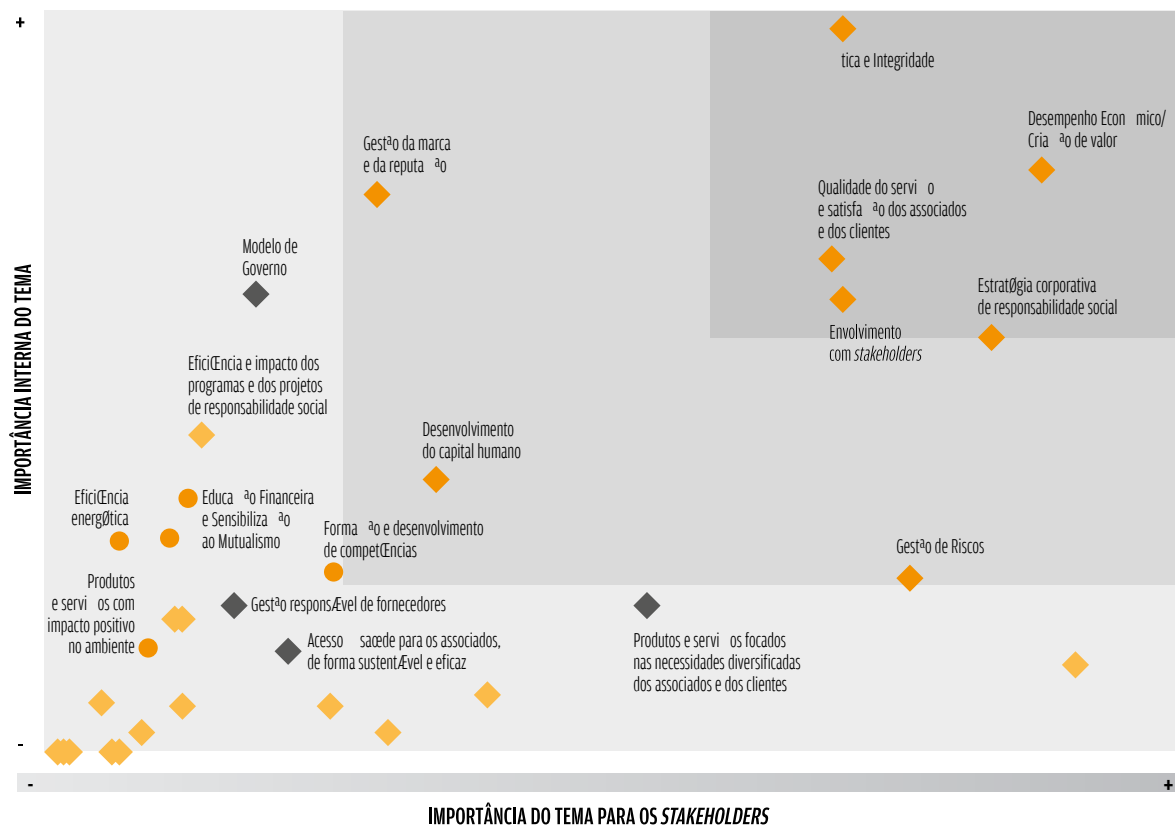 +
tica e Integridade
Desempenho Econ mico/
Cria ªo de valor
Gestªo da marca
e da reputa ªo
Qualidade do servi o
e satisfa ªo dos associados
e dos clientes
Modelo de
Governo
Estratøgia corporativa
de responsabilidade social
Envolvimento
com stakeholders
EficiŒncia e impacto dos
programas e dos projetos
de responsabilidade social
Desenvolvimento
do capital humano
EficiŒncia
energØtica
Educa ªo Financeira
e Sensibiliza ªo
ao Mutualismo
Forma ªo e desenvolvimento
de competŒncias
Gestªo de Riscos
Produtos
e servi os com
impacto positivo
no ambiente
Gestªo responsÆvel de fornecedores
Acesso saœde para os associados,
de forma sustentÆvel e eficaz
Produtos e servi os focados
nas necessidades diversificadas
dos associados e dos clientes
IMPORTÂNCIA INTERNA DO TEMA
-
- +
IMPORTÂNCIA DO TEMA PARA OS STAKEHOLDERS